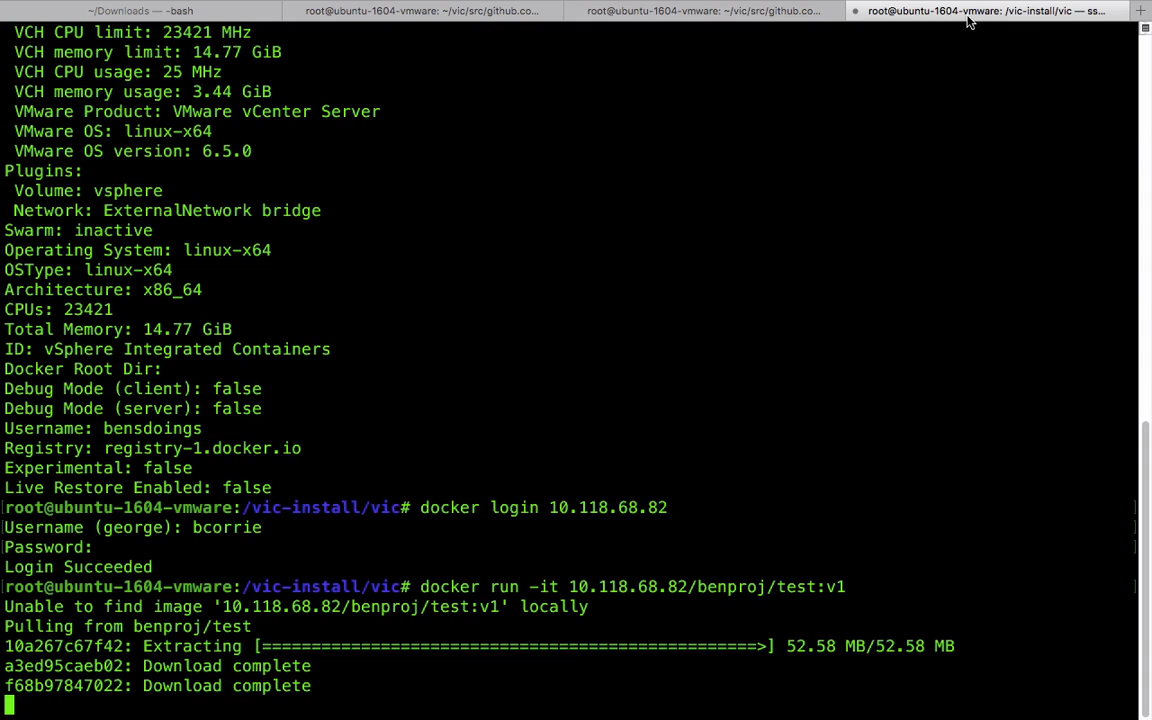 ~/Downloads — -bash
root@ubuntu-1604-vmware: ~/vic/src/github.co...
root@ubuntu-1604-vmware: ~/vic/src/github.co...
root@ubuntu-1604-vmware: /vic-install/vic — ss...
VCH CPU limit: 23421 MHz
VCH memory limit: 14.77 GiB
VCH CPU usage: 25 MHz
VCH memory usage: 3.44 GiB
VMware Product: VMware vCenter Server
VMware OS: linux-x64
VMware OS version: 6.5.0
Plugins:
Volume: vsphere
Network: ExternalNetwork bridge
Swarm: inactive
Operating System: linux-x64
OSType: linux-x64
Architecture: x86_64
CPUs: 23421
Total Memory: 14.77 GiB
ID: vSphere Integrated Containers
Docker Root Dir:
Debug Mode (client): false
Debug Mode (server): false
Username: bensdoings
Registry: registry-1.docker.io
Experimental: false
Live Restore Enabled: false
root@ubuntu-1604-vmware:/vic-install/vic# docker login 10.118.68.82
Username (george): bcorrie
Password:
Login Succeeded
root@ubuntu-1604-vmware:/vic-install/vic# docker run -it 10.118.68.82/benproj/test:v1
Unable to find image '10.118.68.82/benproj/test:v1' locally
Pulling from benproj/test
10a267c67f42: Extracting [==================================================>] 52.58 MB/52.58 MB
a3ed95caeb02: Download complete
f68b97847022: Download complete